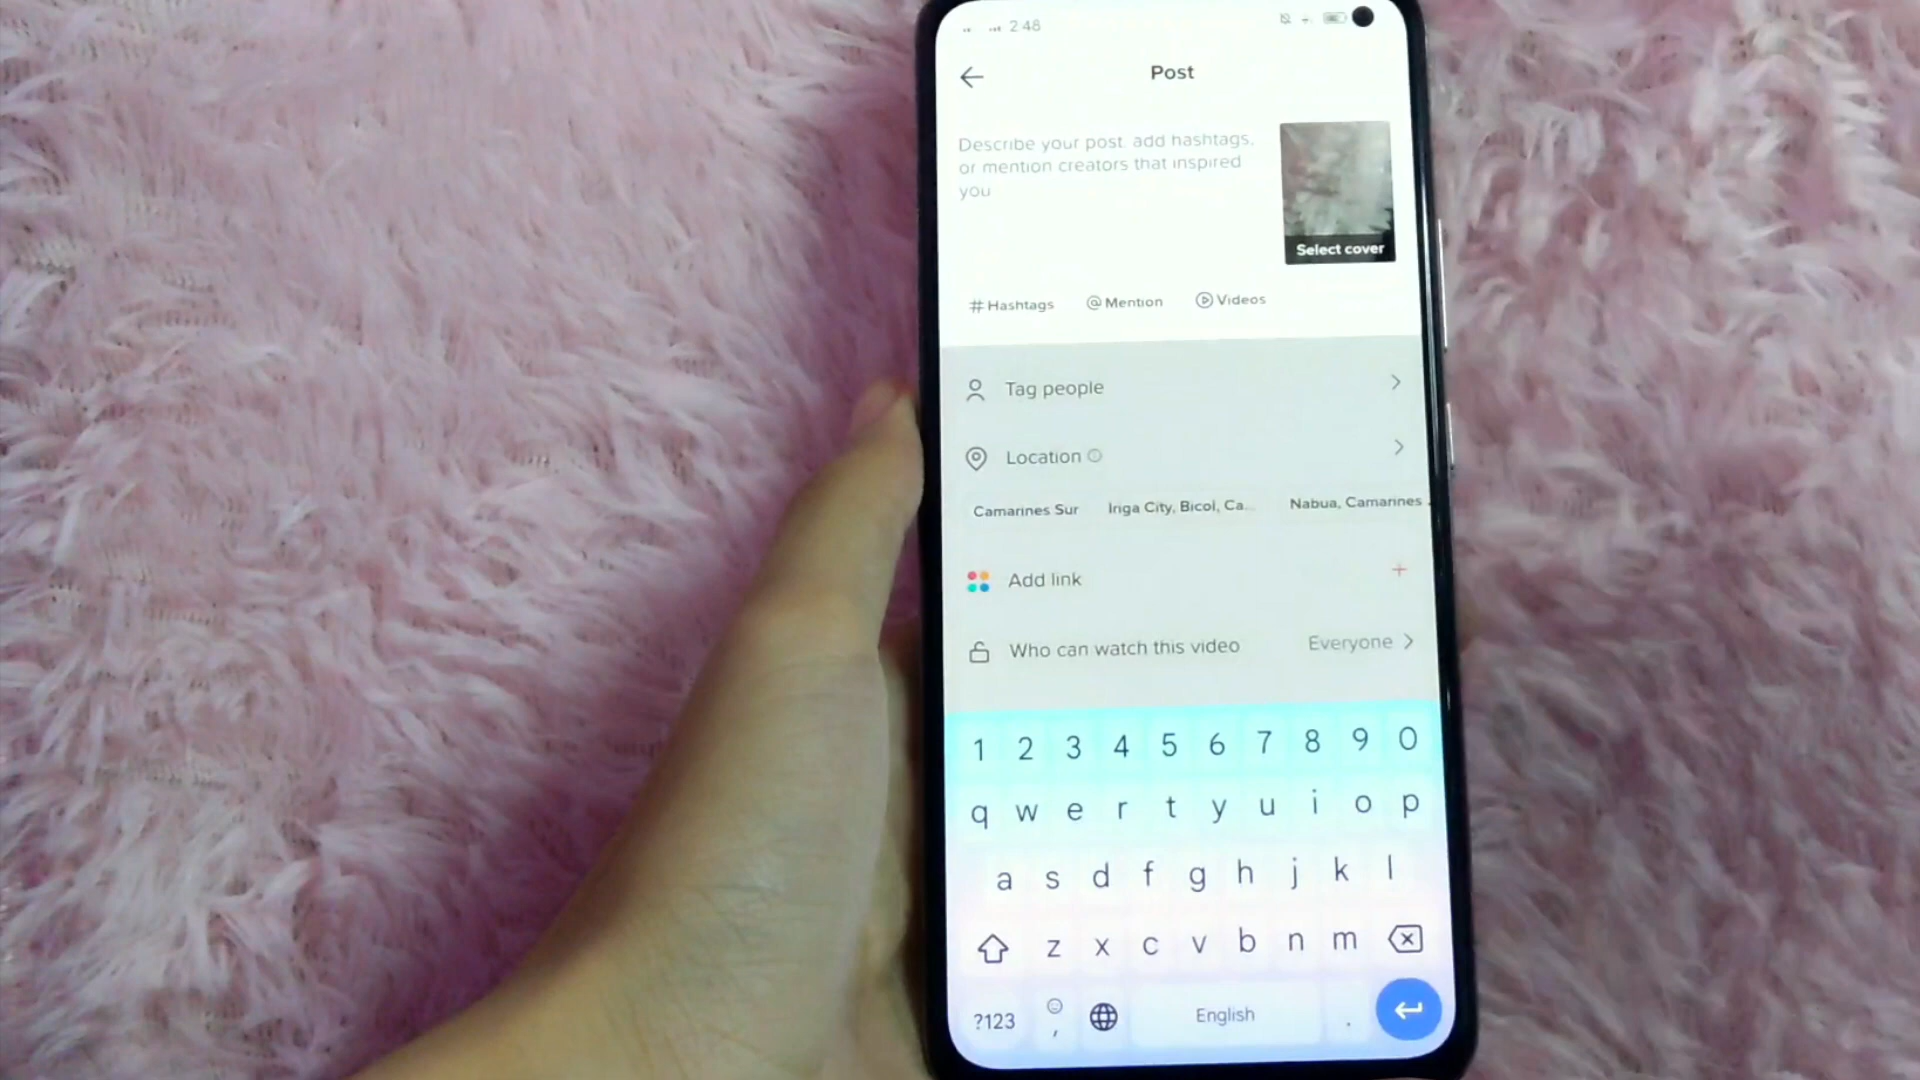 2:48
Post
Describe your post, add hashtags,
or mention creators that inspired
you
Select cover
# Hashtags @ Mention Videos
Tag people
Location
Camarines Sur Iriga City, Bicol, Ca... Nabua, Camarines
Add link +
Who can watch this video Everyone
1 2 3 4 5 6 7 8 9 0
q w e r t y u i o p
a s d f g h j k l
z x c v b n m
?123 , English .